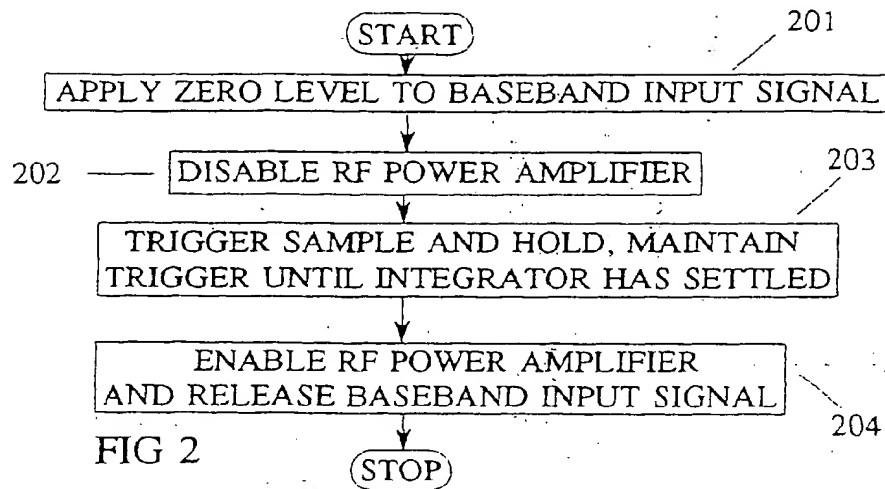 START
201
APPLY ZERO LEVEL TO BASEBAND INPUT SIGNAL
202
DISABLE RF POWER AMPLIFIER
203
TRIGGER SAMPLE AND HOLD, MAINTAIN
TRIGGER UNTIL INTEGRATOR HAS SETTLED
ENABLE RF POWER AMPLIFIER
AND RELEASE BASEBAND INPUT SIGNAL
204
FIG 2
STOP